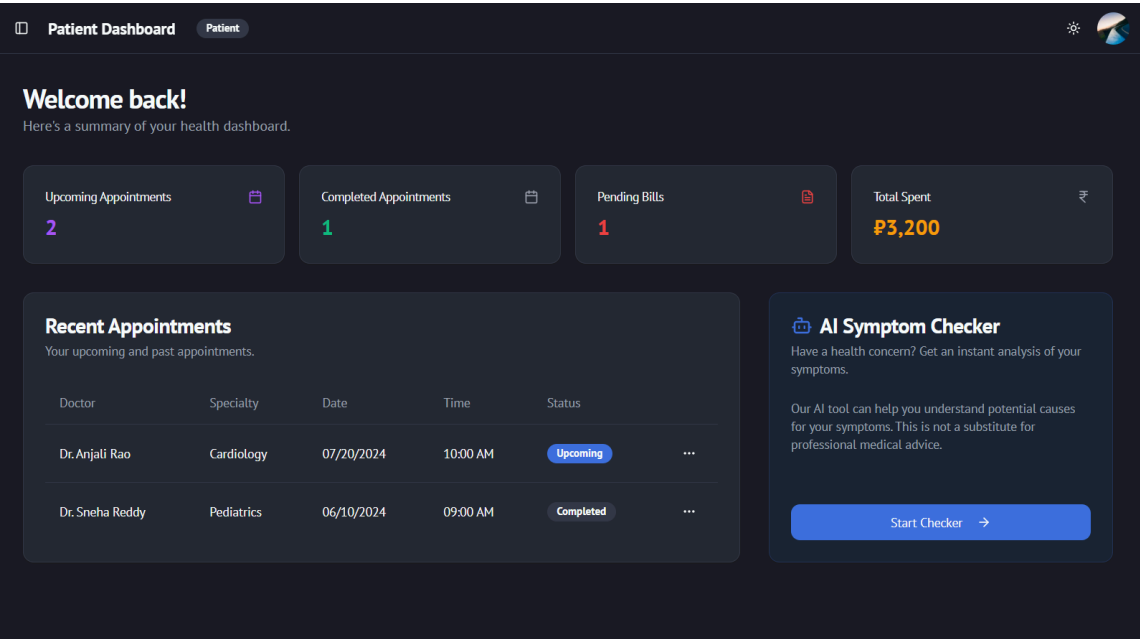 Patient Dashboard Patient
Welcome back!
Here's a summary of your health dashboard.
Upcoming Appointments
2
Completed Appointments
1
Pending Bills
1
Total Spent ₹
₽3,200
Recent Appointments
Your upcoming and past appointments.
Doctor Specialty Date Time Status
Dr. Anjali Rao Cardiology 07/20/2024 10:00 AM Upcoming ···
Dr. Sneha Reddy Pediatrics 06/10/2024 09:00 AM Completed ···
AI Symptom Checker
Have a health concern? Get an instant analysis of your
symptoms.
Our AI tool can help you understand potential causes
for your symptoms. This is not a substitute for
professional medical advice.
Start Checker →